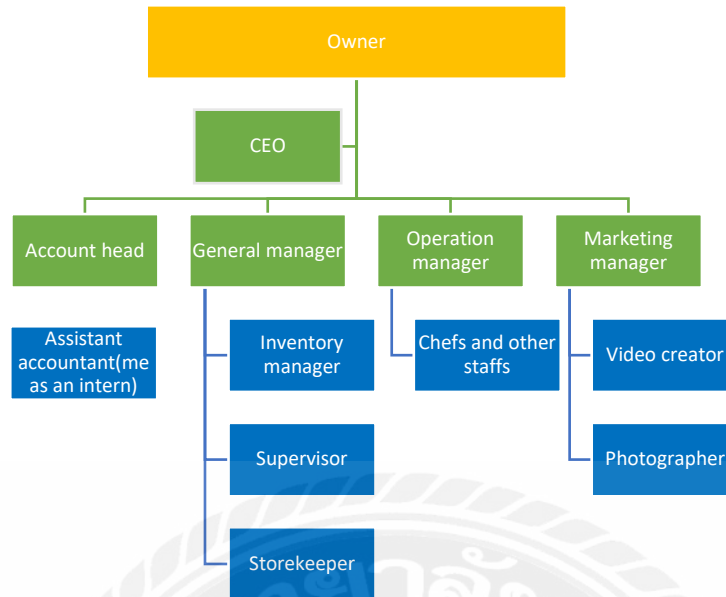 Owner
CEO
Account head
General manager
Operation
manager
Marketing
manager
Assistant
accountant(me
as an intern)
Inventory
manager
Chefs and other
staffs
Video creator
Supervisor
Photographer
Storekeeper